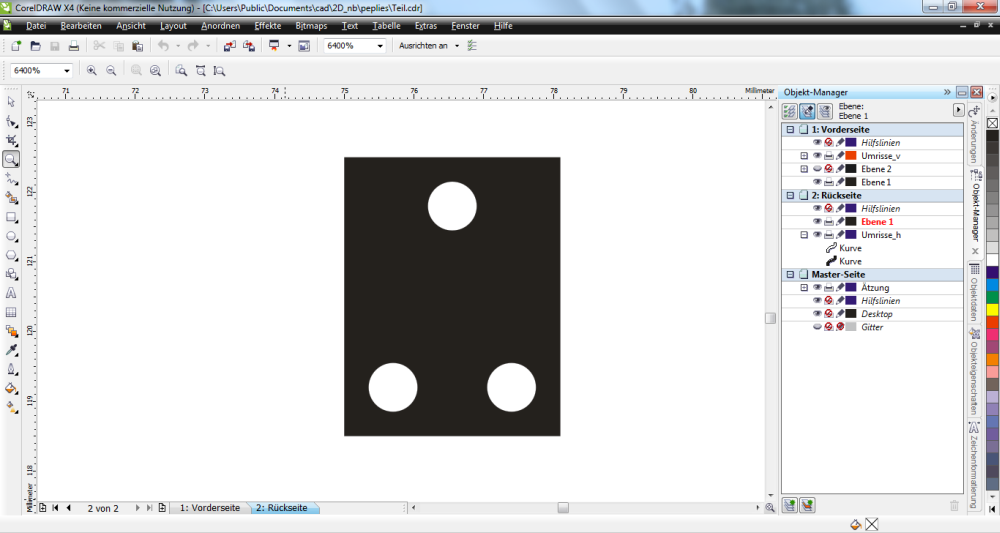 CorelDRAW X4 (Keine kommerzielle Nutzung) - [C:\Users\Public\Documents\cad\2D_nb\peplies\Teil.cdr]
Datei Bearbeiten Ansicht Layout Anordnen Effekte Bitmaps Text Tabelle Extras Fenster Hilfe
6400% Ausrichten an
6400%
71 72 73 74 75 76 77 78 79 80 Millimeter
123
122
121
120
119
118
Millimeter
2 von 2 1: Vorderseite 2: Rückseite
Objekt-Manager
Ebene:
Ebene 1
1: Vorderseite
Hilfslinien
Umrisse_v
Ebene 2
Ebene 1
2: Rückseite
Hilfslinien
Ebene 1
Umrisse_h
Kurve
Kurve
Master-Seite
Ätzung
Hilfslinien
Desktop
Gitter
Änderungen
Objekt-Manager
Objektdaten
Objekteigenschaften
Zeichenformatierung